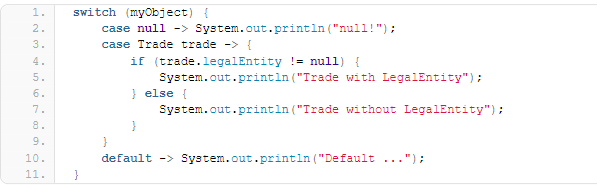 1. switch (myObject) {
2.     case null -> System.out.println("null!");
3.     case Trade trade -> {
4.         if (trade.legalEntity != null) {
5.             System.out.println("Trade with LegalEntity");
6.         } else {
7.             System.out.println("Trade without LegalEntity");
8.         }
9.     }
10.     default -> System.out.println("Default ...");
11. }